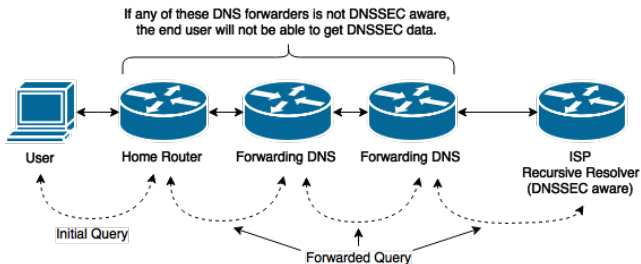 If any of these DNS forwarders is not DNSSEC aware,
the end user will not be able to get DNSSEC data.
User
Home Router
Forwarding DNS
Forwarding DNS
ISP
Recursive Resolver
(DNSSEC aware)
Initial Query
Forwarded Query